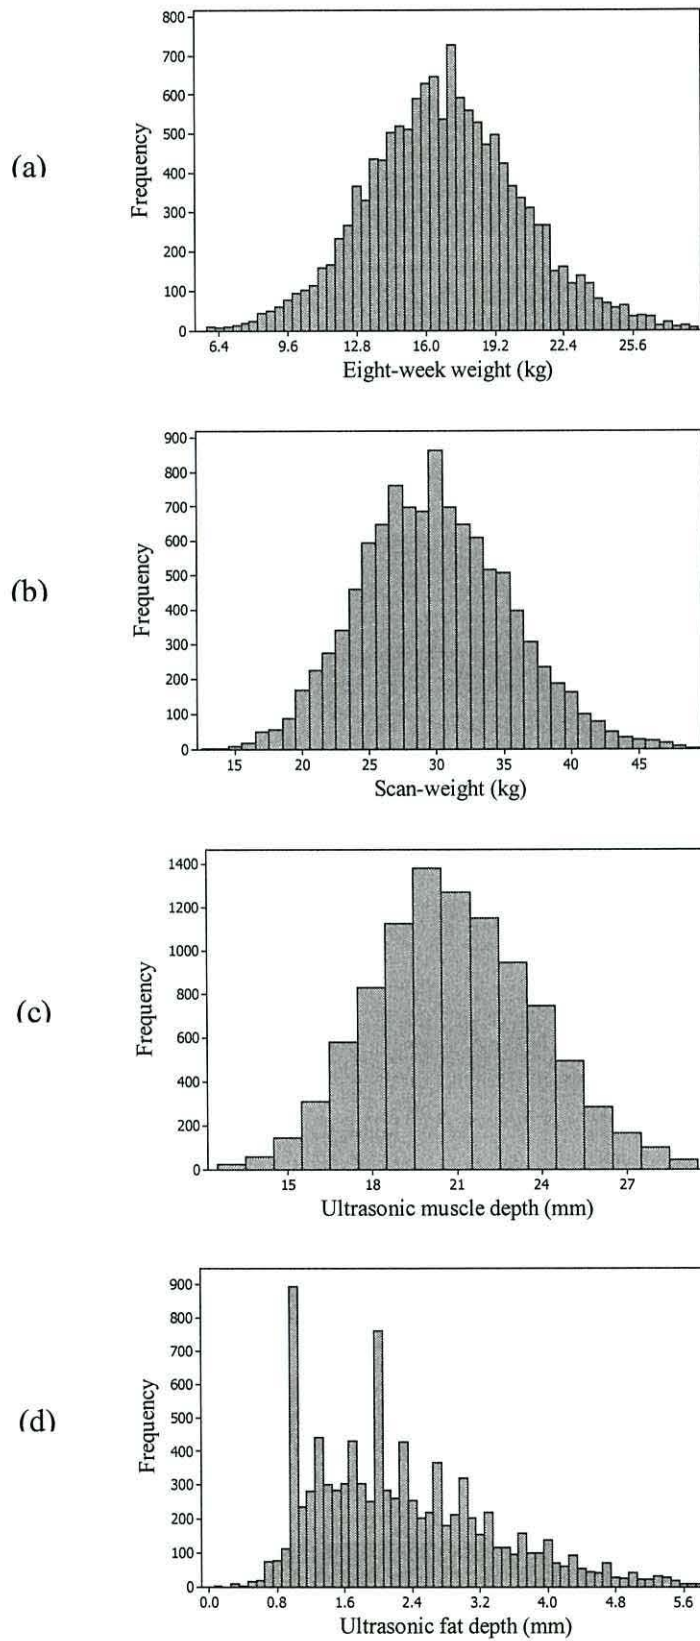 (a)
Frequency
800
700
600
500
400
300
200
100
0
6.4 9.6 12.8 16.0 19.2 22.4 25.6
Eight-week weight (kg)
(b)
Frequency
900
800
700
600
500
400
300
200
100
0
15 20 25 30 35 40 45
Scan-weight (kg)
(c)
Frequency
1400
1200
1000
800
600
400
200
0
15 18 21 24 27
Ultrasonic muscle depth (mm)
(d)
Frequency
900
800
700
600
500
400
300
200
100
0
0.0 0.8 1.6 2.4 3.2 4.0 4.8 5.6
Ultrasonic fat depth (mm)